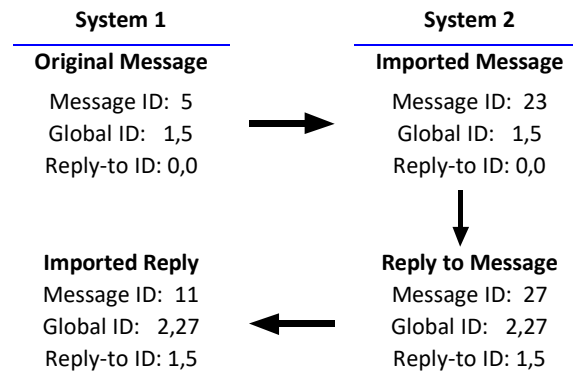 System 1
System 2
Original Message
Message ID: 5
Global ID: 1,5
Reply-to ID: 0,0
Imported Message
Message ID: 23
Global ID: 1,5
Reply-to ID: 0,0
Reply to Message
Message ID: 27
Global ID: 2,27
Reply-to ID: 1,5
Imported Reply
Message ID: 11
Global ID: 2,27
Reply-to ID: 1,5